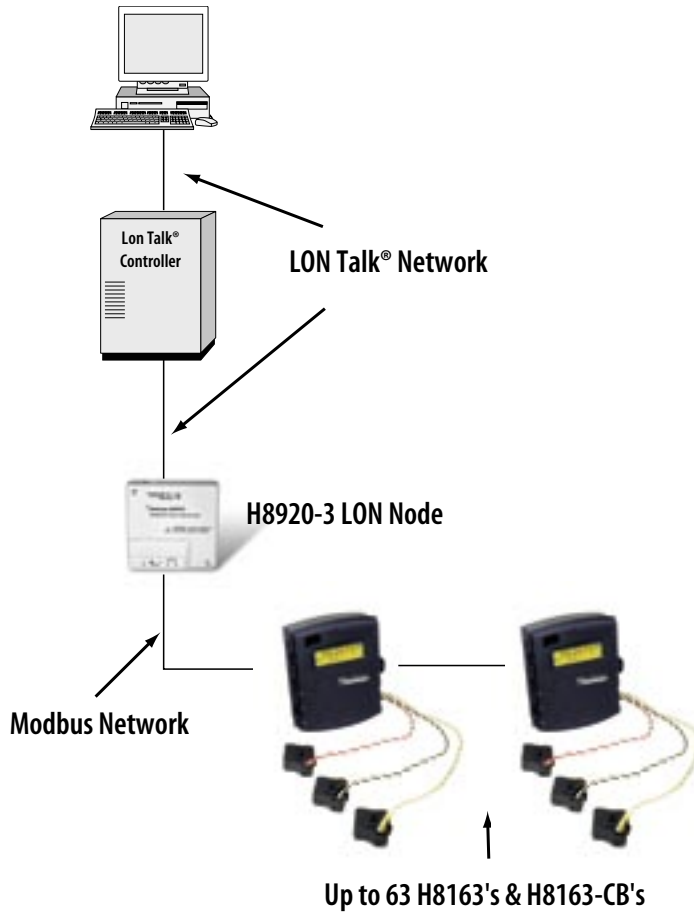 Lon Talk®
Controller
LON Talk® Network
H8920-3 LON Node
Modbus Network
Up to 63 H8163's & H8163-CB's